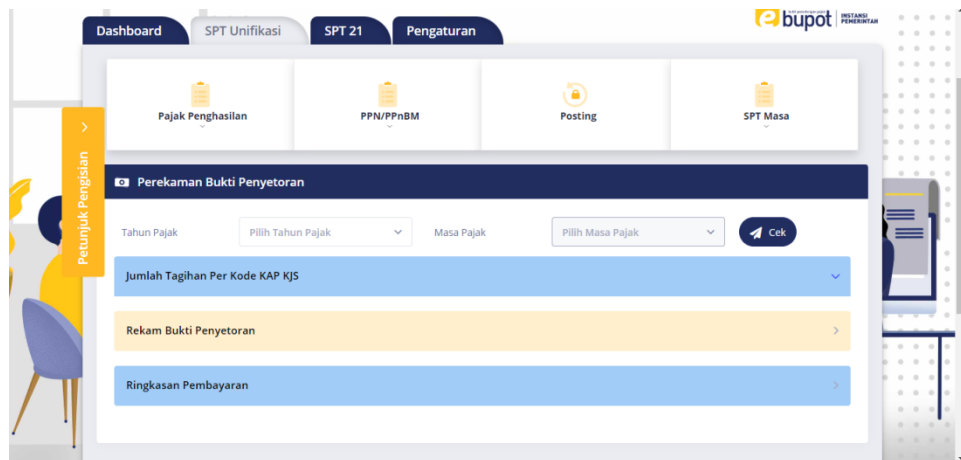 Dashboard
SPT Unifikasi
SPT 21
Pengaturan
e bupot
INSTANSI
PEMERINTAH
Pajak Penghasilan
PPN/PPnBM
Posting
SPT Masa
Petunjuk Pengisian
Perekaman Bukti Penyetoran
Tahun Pajak
Pilih Tahun Pajak
Masa Pajak
Pilih Masa Pajak
Cek
Jumlah Tagihan Per Kode KAP KJS
Rekam Bukti Penyetoran
Ringkasan Pembayaran